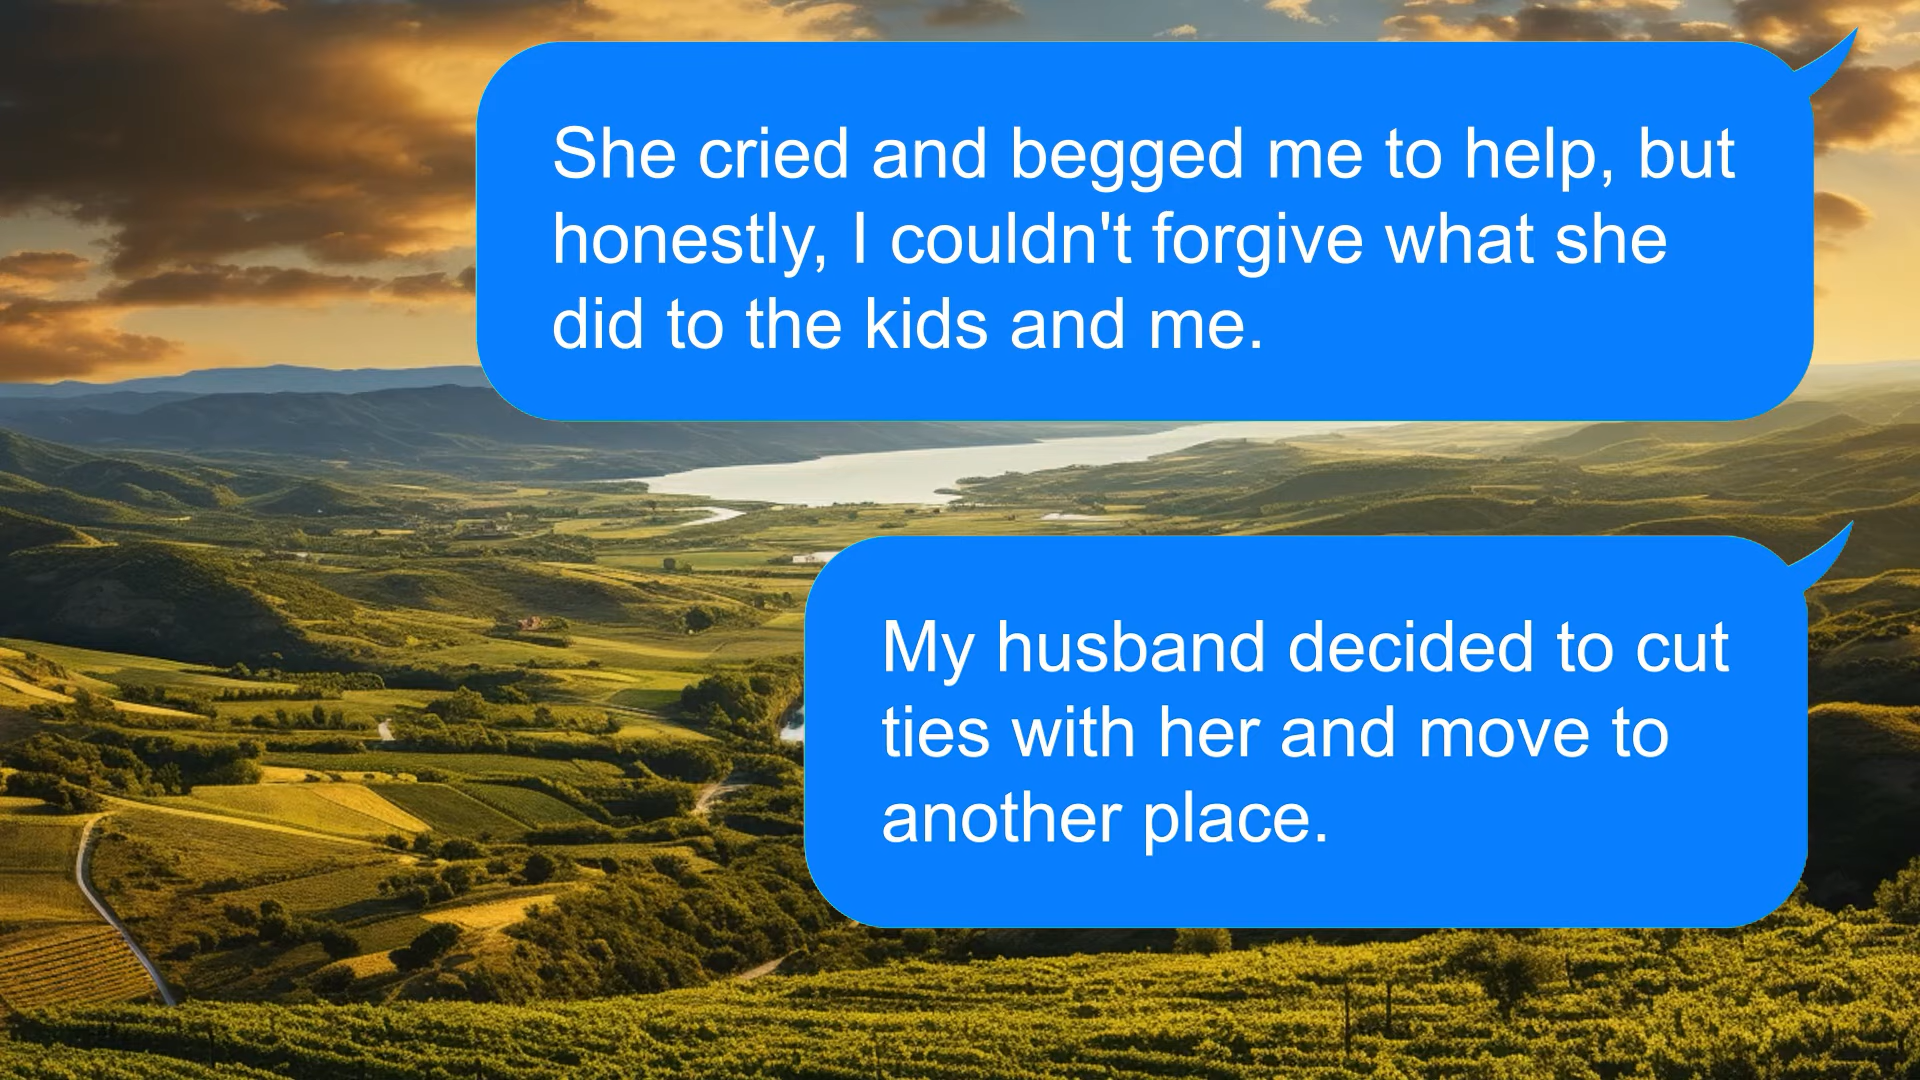 She cried and begged me to help, but
honestly, I couldn't forgive what she
did to the kids and me.
My husband decided to cut
ties with her and move to
another place.